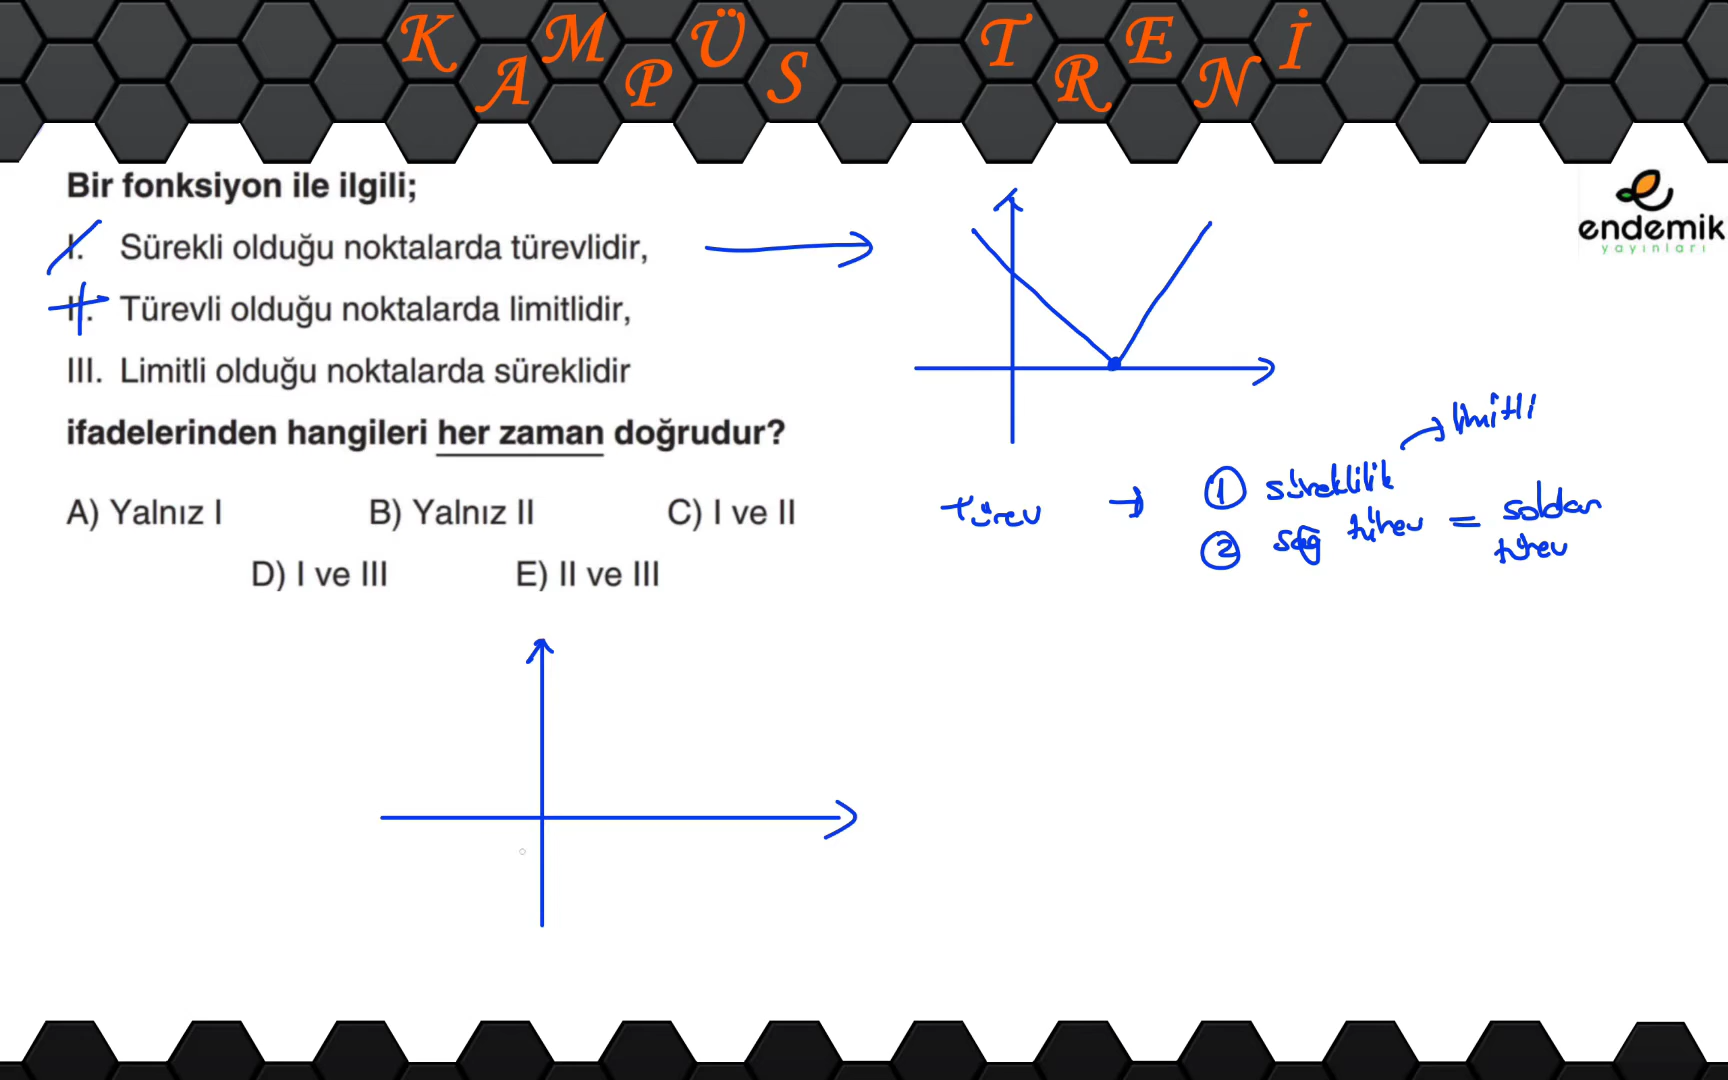 KAMPÜS TRENİ
Bir fonksiyon ile ilgili;
I. Sürekli olduğu noktalarda türevlidir,
II. Türevli olduğu noktalarda limitlidir,
III. Limitli olduğu noktalarda süreklidir
ifadelerinden hangileri her zaman doğrudur?
A) Yalnız I B) Yalnız II C) I ve II
D) I ve III E) II ve III
endemik
yayınları
limitli
türev → ① süreklilik
② sağ türev = soldan
türev